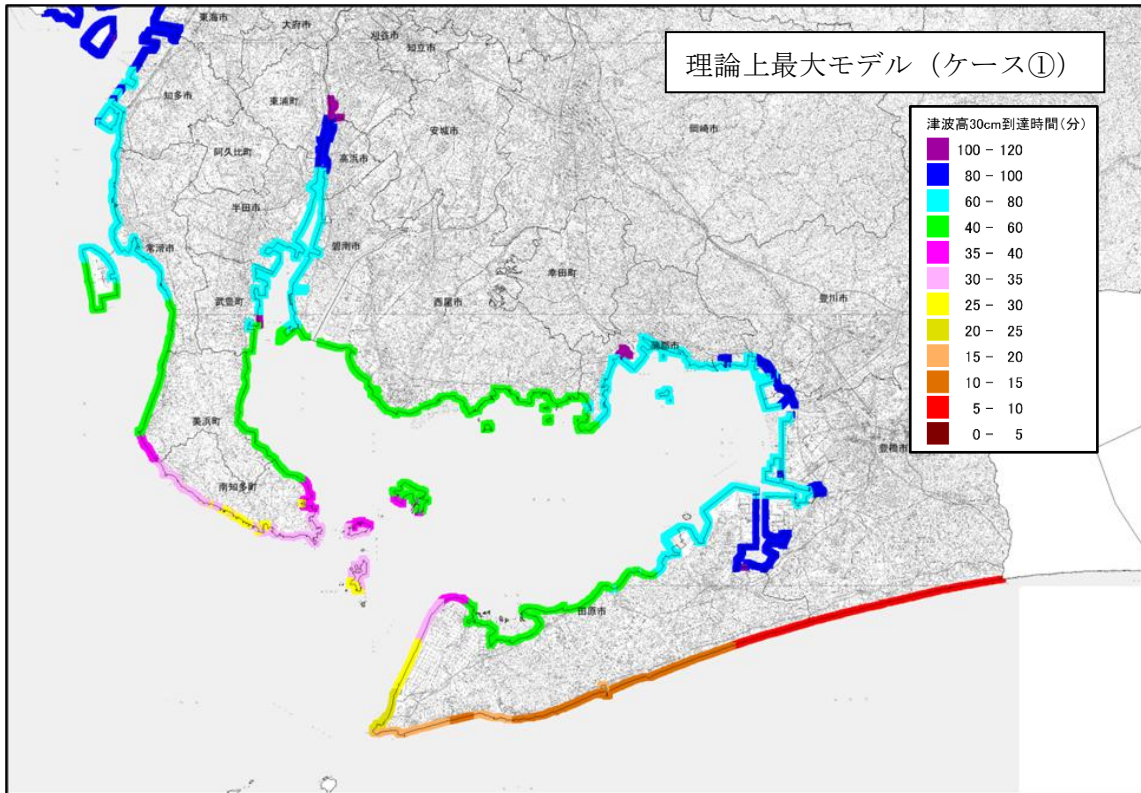 理論上最大モデル（ケース①）
津波高30cm到達時間(分)
100 - 120
80 - 100
60 - 80
40 - 60
35 - 40
30 - 35
25 - 30
20 - 25
15 - 20
10 - 15
5 - 10
0 - 5
東海市
大府市
刈谷市
知立市
知多市
東浦町
安城市
岡崎市
阿久比町
高浜市
半田市
常滑市
碧南市
幸田町
武豊町
西尾市
豊川市
蒲郡市
美浜町
豊橋市
南知多町
田原市